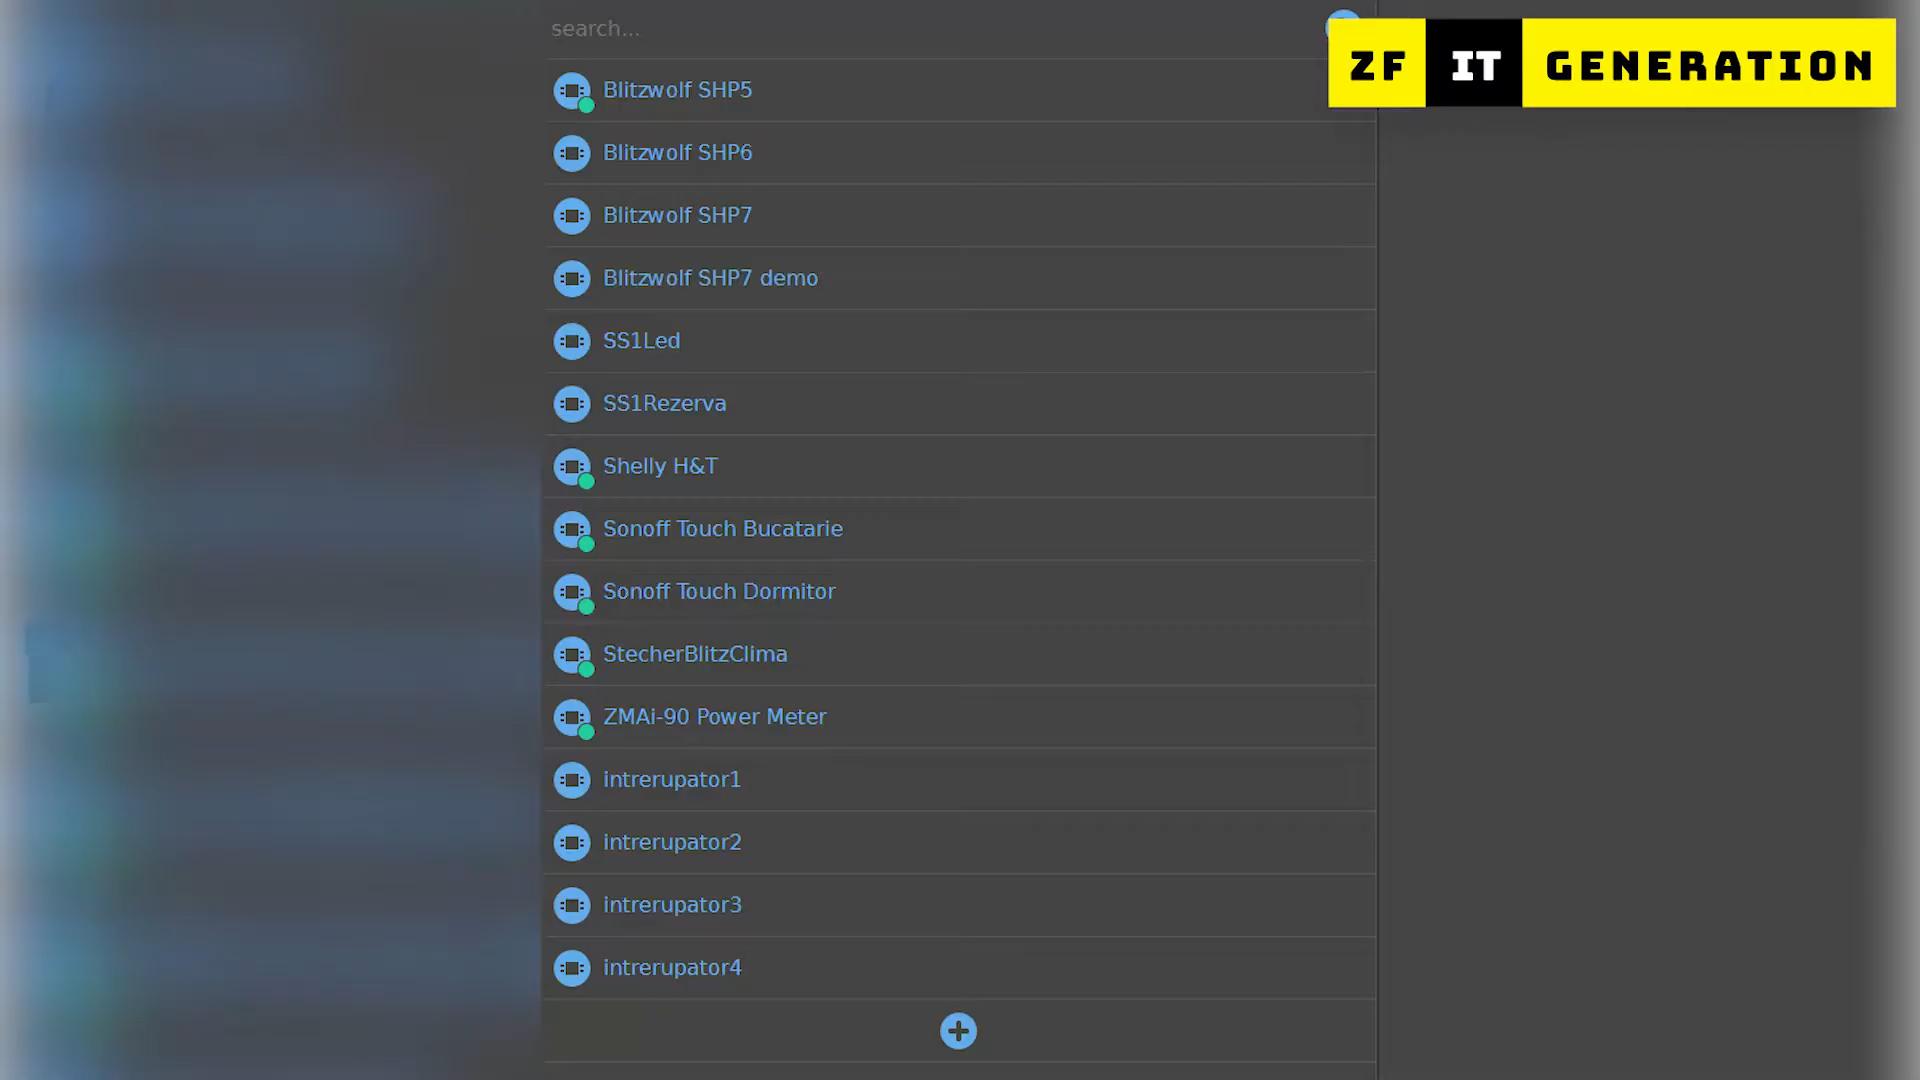 search...
ZF IT GENERATION
Blitzwolf SHP5
Blitzwolf SHP6
Blitzwolf SHP7
Blitzwolf SHP7 demo
SS1Led
SS1Rezerva
Shelly H&T
Sonoff Touch Bucatarie
Sonoff Touch Dormitor
StecherBlitzClima
ZMAi-90 Power Meter
intrerupator1
intrerupator2
intrerupator3
intrerupator4